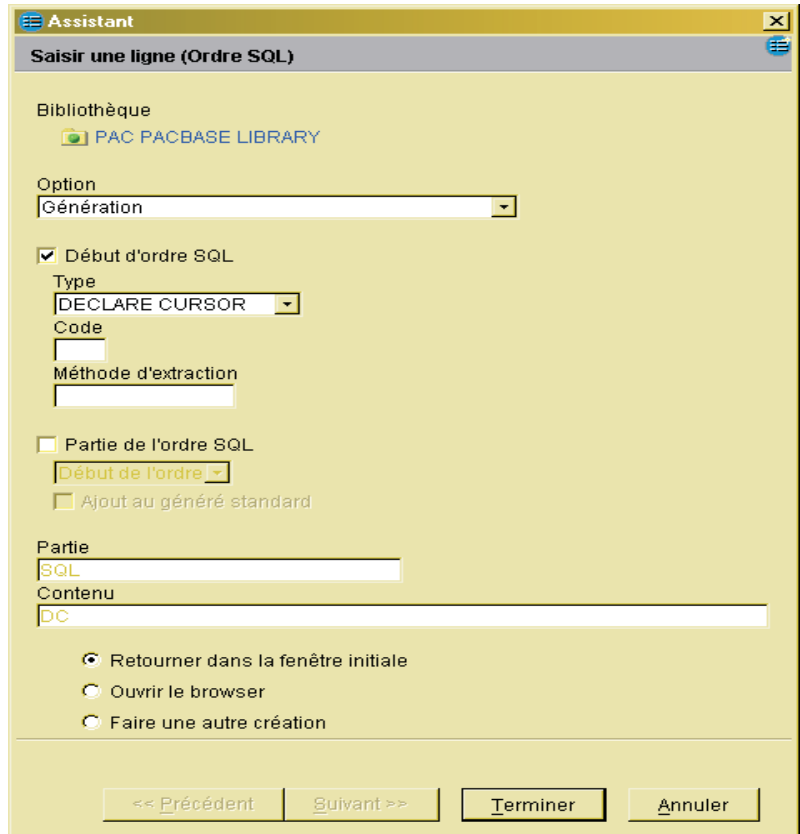 Assistant
Saisir une ligne (Ordre SQL)
Bibliothèque
PAC PACBASE LIBRARY
Option
Génération
Début d'ordre SQL
Type
DECLARE CURSOR
Code
Méthode d'extraction
Partie de l'ordre SQL
Début de l'ordre
Ajout au généré standard
Partie
SQL
Contenu
DC
Retourner dans la fenêtre initiale
Ouvrir le browser
Faire une autre création
<< Précédent Suivant >> Terminer Annuler